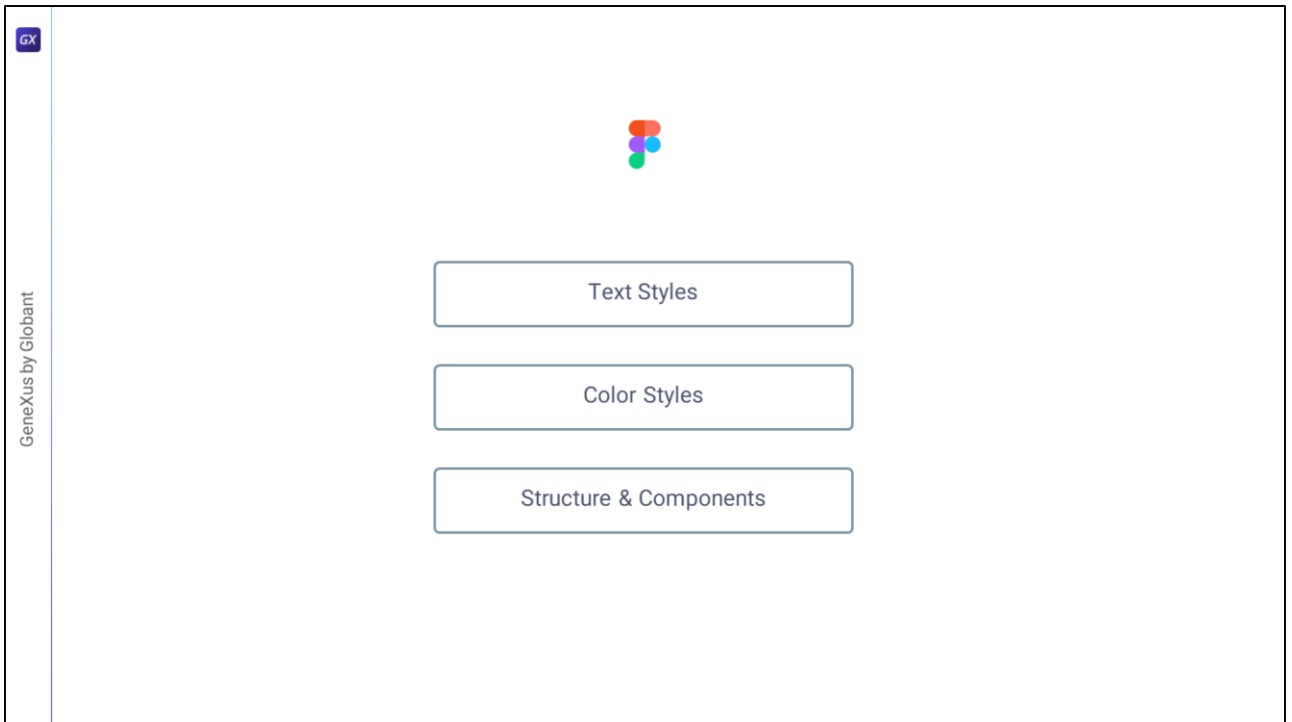 GX
GeneXus by Globant
Text Styles
Color Styles
Structure & Components